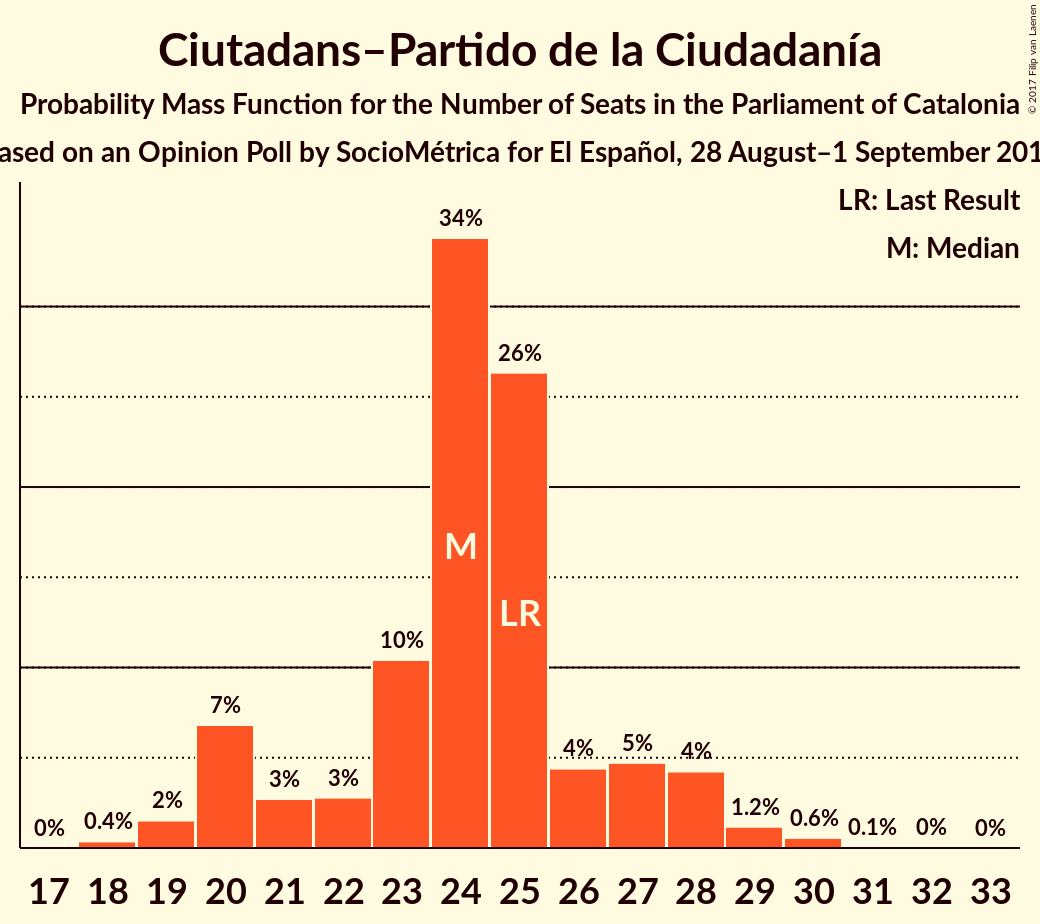 Ciutadans–Partido de la Ciudadanía
Probability Mass Function for the Number of Seats in the Parliament of Catalonia
ased on an Opinion Poll by SocioMétrica for El Español, 28 August–1 September 201
© 2017 Filip van Laenen
LR: Last Result
M: Median
34%
26%
M
LR
10%
7%
4%
5%
4%
3%
3%
2%
1.2%
0.6%
0.4%
0%
0.1%
0%
0%
17 18 19 20 21 22 23 24 25 26 27 28 29 30 31 32 33